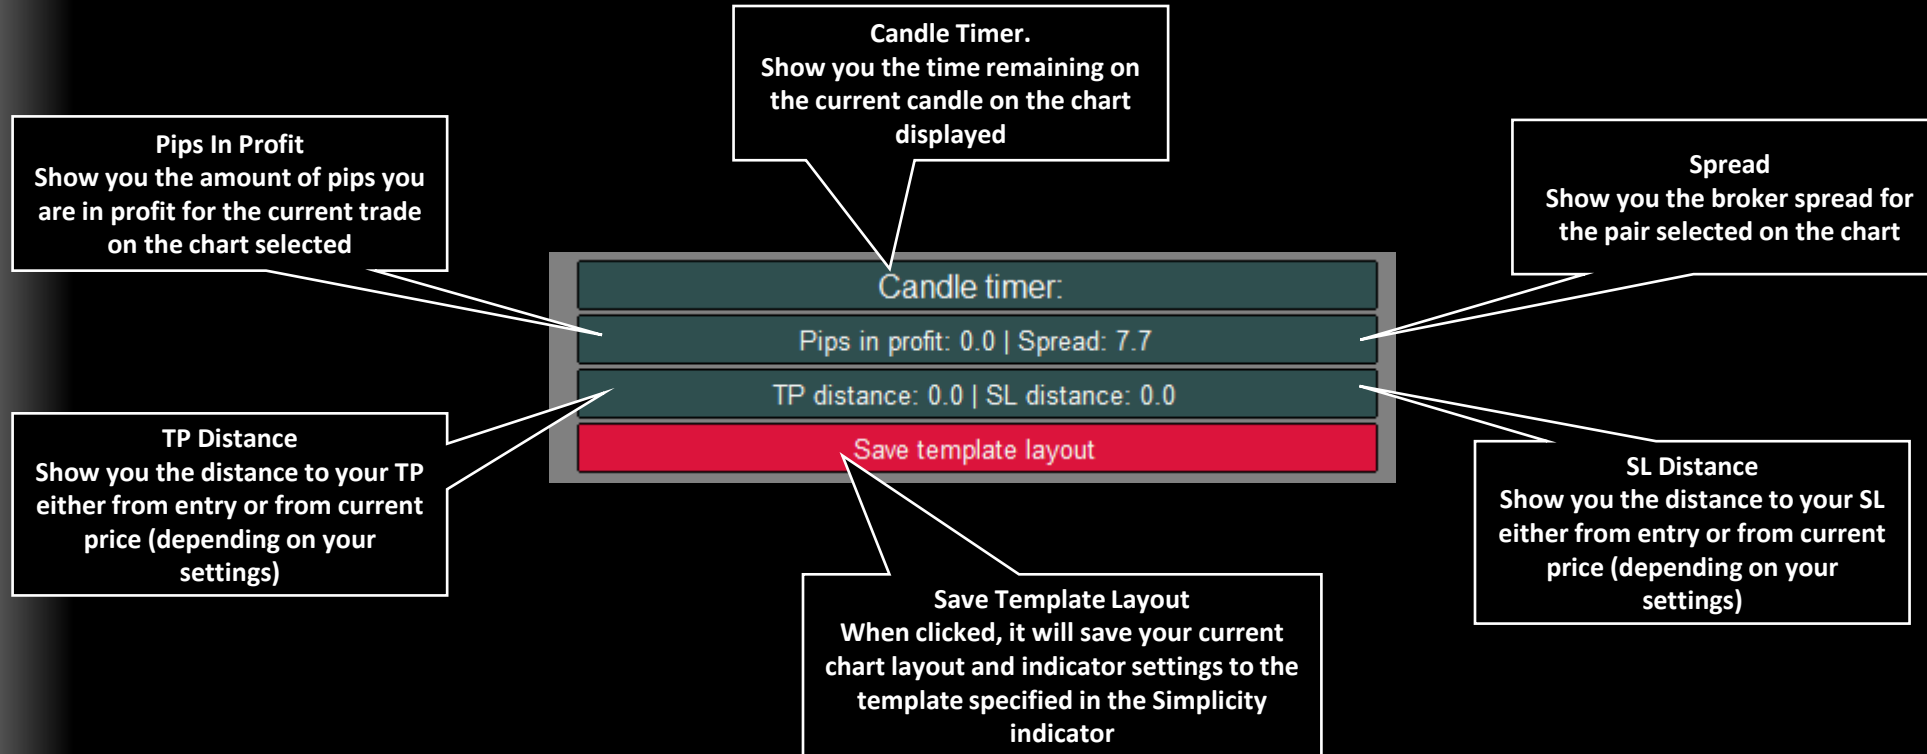 Candle Timer.
Show you the time remaining on
the current candle on the chart
displayed
Pips In Profit
Show you the amount of pips you
are in profit for the current trade
on the chart selected
Spread
Show you the broker spread for
the pair selected on the chart
Candle timer:
Pips in profit: 0.0 | Spread: 7.7
TP distance: 0.0 | SL distance: 0.0
Save template layout
TP Distance
Show you the distance to your TP
either from entry or from current
price (depending on your
settings)
SL Distance
Show you the distance to your SL
either from entry or from current
price (depending on your
settings)
Save Template Layout
When clicked, it will save your current
chart layout and indicator settings to the
template specified in the Simplicity
indicator